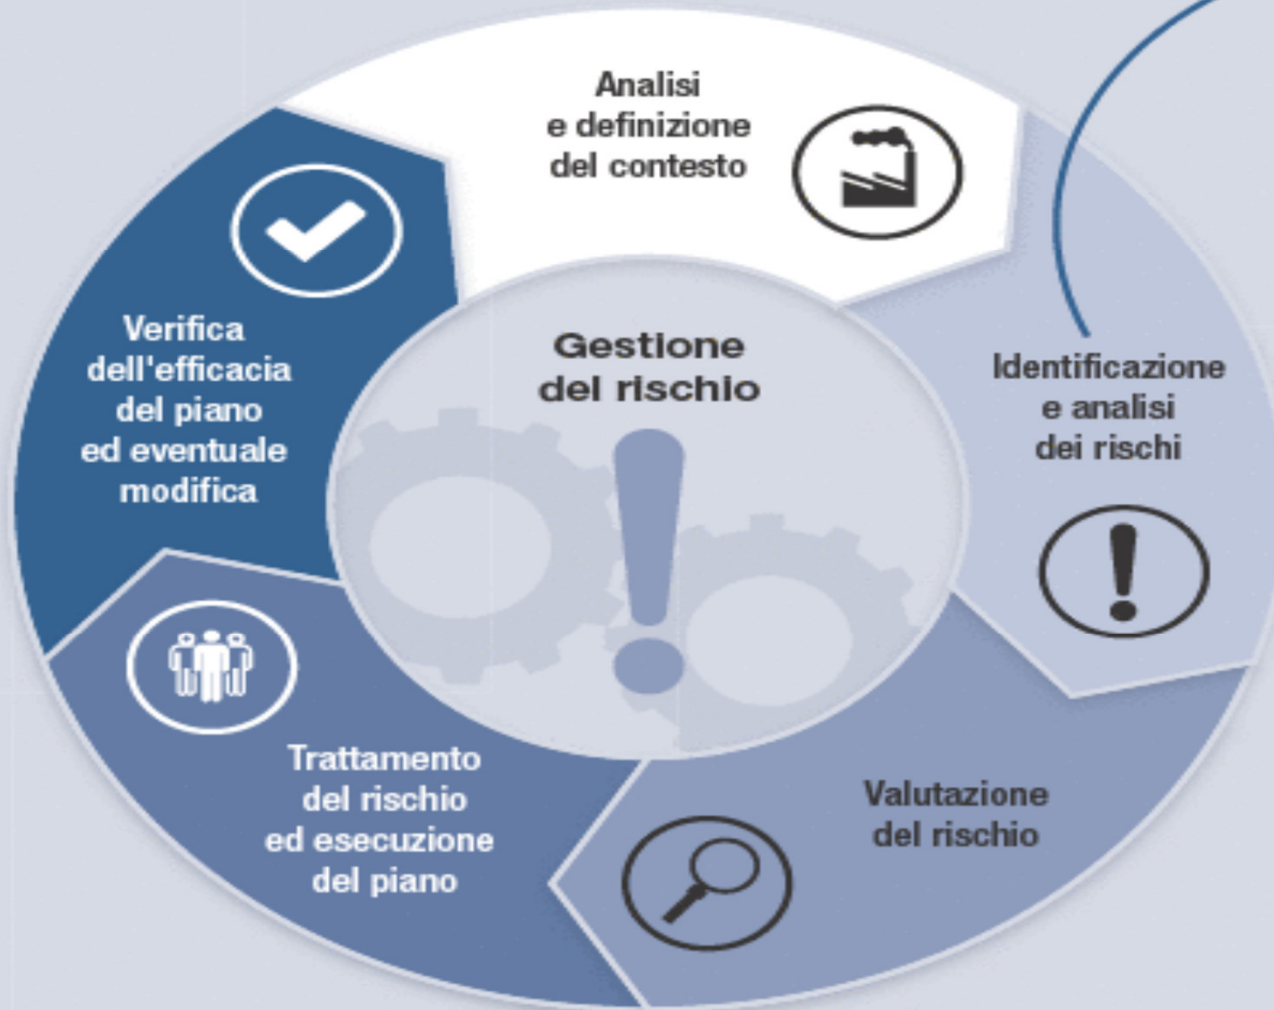 Analisi
e definizione
del contesto
Identificazione
e analisi
dei rischi
Valutazione
del rischio
Trattamento
del rischio
ed esecuzione
del piano
Verifica
dell'efficacia
del piano
ed eventuale
modifica
Gestione
del rischio